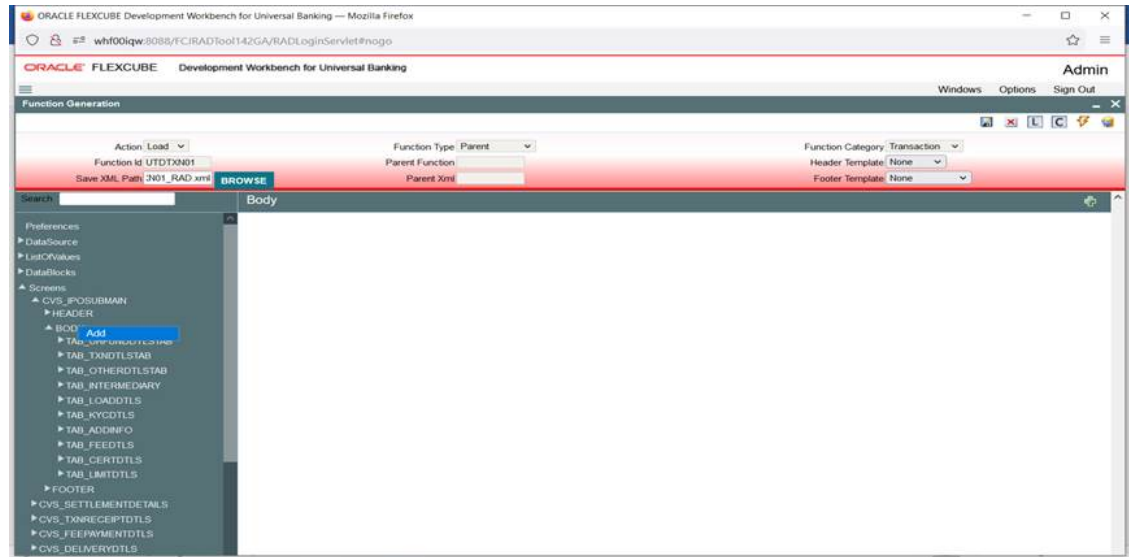 ORACLE FLEXCUBE Development Workbench for Universal Banking — Mozilla Firefox
whf00iqw:8088/FCJRADTool142GA/RADLoginServlet#nogo
ORACLE FLEXCUBE Development Workbench for Universal Banking Admin
Windows Options Sign Out
Function Generation
L C
Action Load Function Type Parent Function Category Transaction
Function Id UTDTXN01 Parent Function Header Template None
Save XML Path BROWSE Parent Xml Footer Template None
Search Body
Preferences
DataSource
ListOfValues
DataBlocks
Screens
CVS_IPOSUBMAIN
HEADER
Add
TAB_TXNDTLSTAB
TAB_OTHERDTLSTAB
TAB_INTERMEDIARY
TAB_LOADDTLS
TAB_KYCDTLS
TAB_ADDINFO
TAB_FEEDTLS
TAB_CERTDTLS
TAB_LIMITDTLS
FOOTER
CVS_SETTLEMENTDETAILS
CVS_TXNRECEIPTDTLS
CVS_FEEPAYMENTDTLS
CVS_DELIVERYDTLS